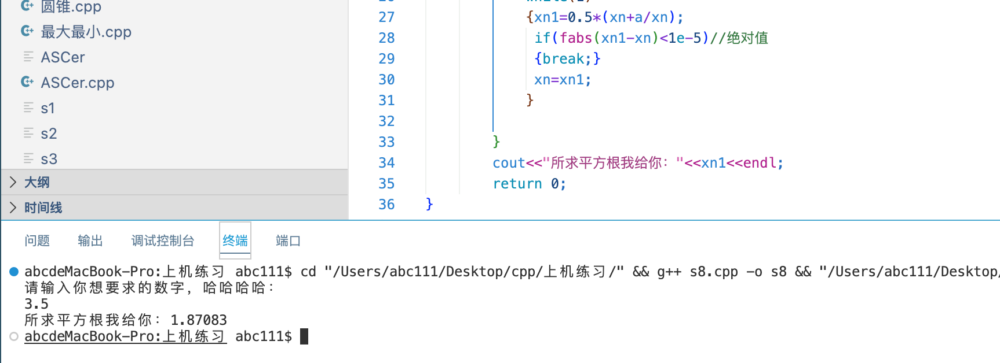 圆锥.cpp
最大最小.cpp
ASCer
ASCer.cpp
s1
s2
s3
大纲
时间线
27 {xn1=0.5*(xn+a/xn);
28 if(fabs(xn1-xn)<1e-5)//绝对值
29 {break;}
30 xn=xn1;
31 }
32
33 }
34 cout<<"所求平方根我给你："<<xn1<<endl;
35 return 0;
36 }
问题 输出 调试控制台 终端 端口
abcdeMacBook-Pro:上机练习 abc111$ cd "/Users/abc111/Desktop/cpp/上机练习/" && g++ s8.cpp -o s8 && "/Users/abc111/Desktop/
请输入你想要求的数字，哈哈哈哈：
3.5
所求平方根我给你：1.87083
abcdeMacBook-Pro:上机练习 abc111$